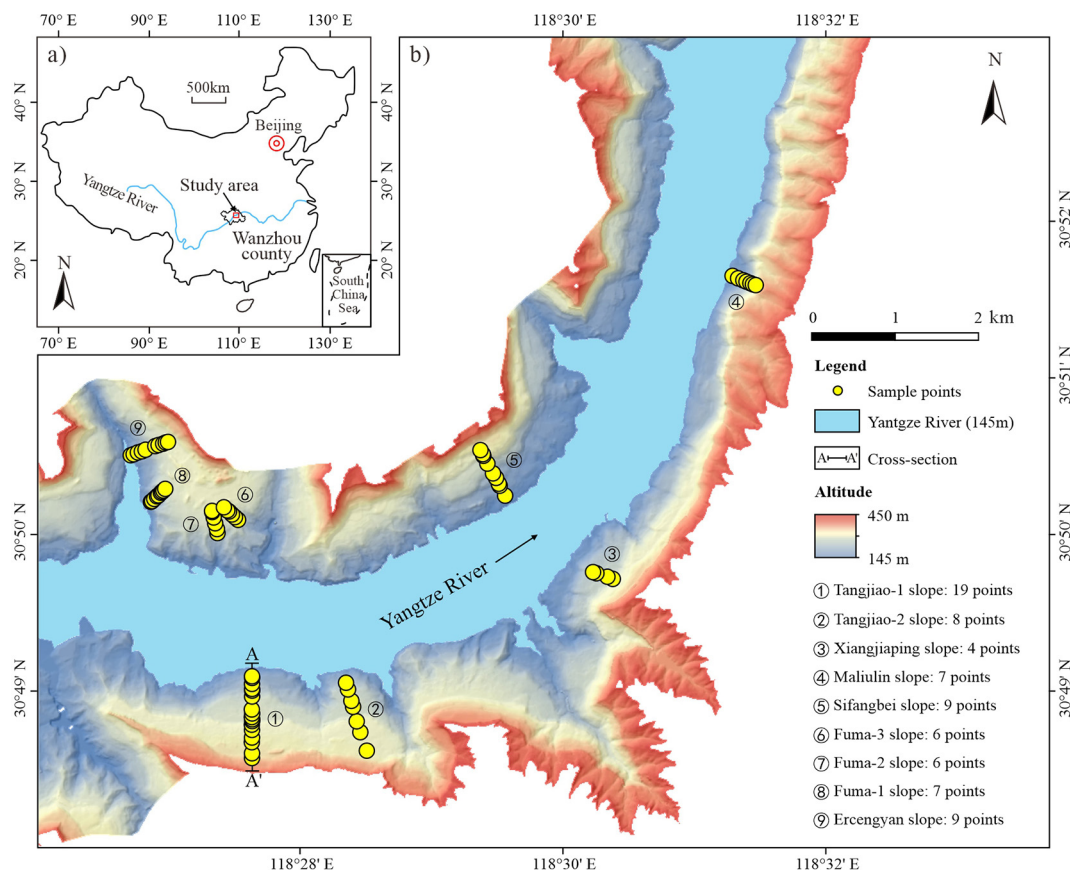 70° E 90° E 110° E 130° E
118°30' E 118°32' E
a)
500km
Beijing
Yangtze River
Study area
Wanzhou
county
N
South
China
Sea
40° N
30° N
20° N
40° N
30° N
20° N
70° E 90° E 110° E 130° E
b)
N
④
0 1 2 km
Legend
Sample points
Yantgze River (145m)
A A' Cross-section
Altitude
450 m
145 m
⑨
⑧
⑥
⑦
⑤
③
Yangtze River
A
①
②
A'
① Tangjiao-1 slope: 19 points
② Tangjiao-2 slope: 8 points
③ Xiangjiaping slope: 4 points
④ Maliulin slope: 7 points
⑤ Sifangbei slope: 9 points
⑥ Fuma-3 slope: 6 points
⑦ Fuma-2 slope: 6 points
⑧ Fuma-1 slope: 7 points
⑨ Ercengyan slope: 9 points
30°50' N
30°49' N
30°52' N
30°51' N
30°50' N
30°49' N
118°28' E 118°30' E 118°32' E